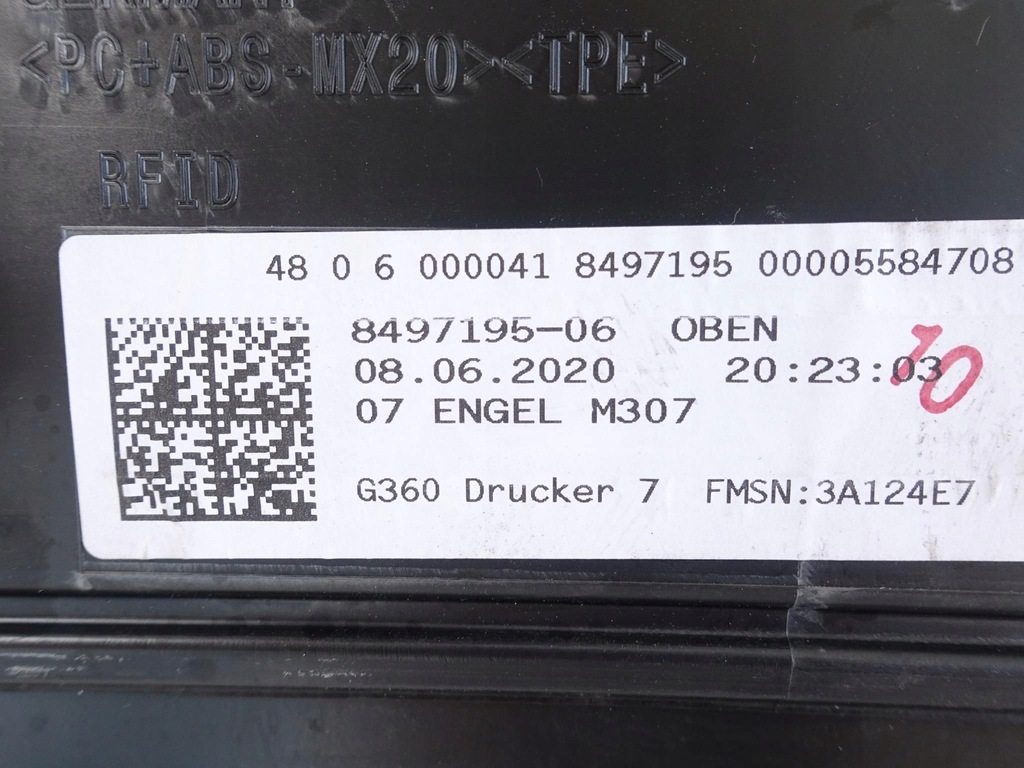 GERMANY
<PC+ABS-MX20><TPE>
RFID
48 0 6 000041 8497195 00005584708
8497195-06 OBEN
08.06.2020 20:23:03
10
07 ENGEL M307
G360 Drucker 7 FMSN:3A124E7